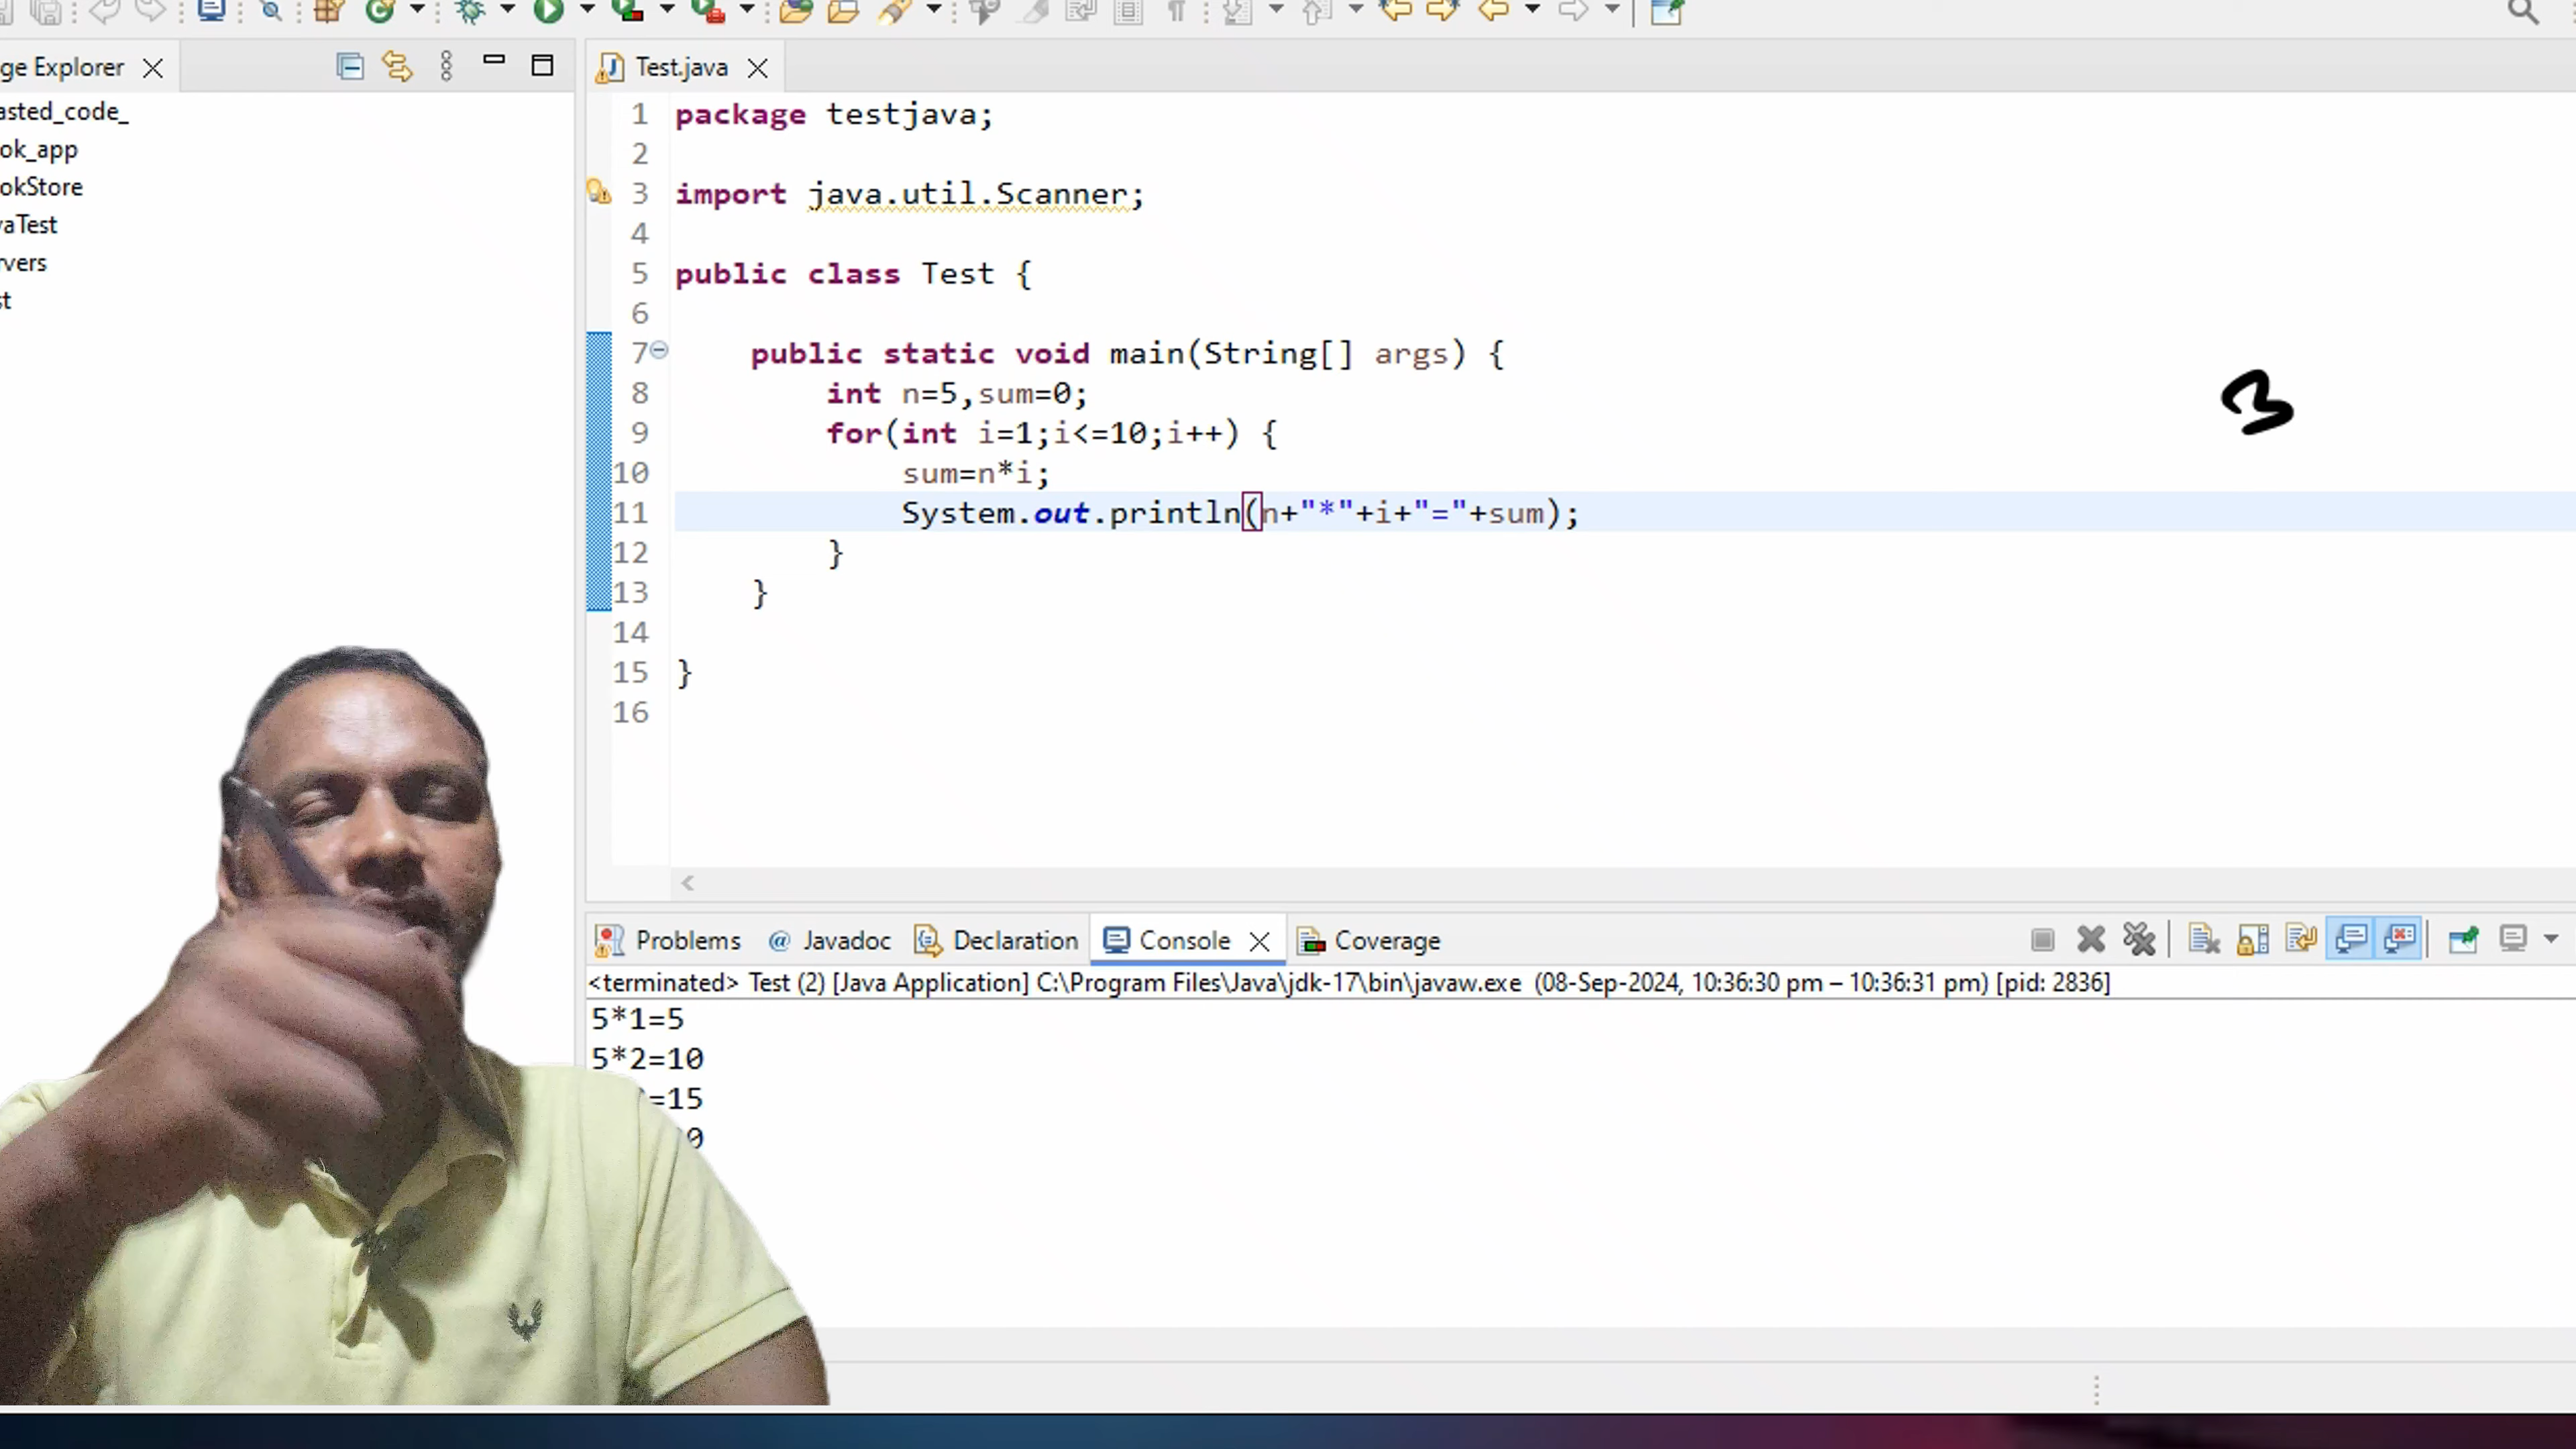 ge Explorer
asted_code_
ok_app
okStore
vaTest
rvers
st
Test.java
1 package testjava;
2
3 import java.util.Scanner;
4
5 public class Test {
6
7 public static void main(String[] args) {
8 int n=5,sum=0;
9 for(int i=1;i<=10;i++) {
10 sum=n*i;
11 System.out.println(n+"*"+i+"="+sum);
12 }
13 }
14
15 }
16
3
Problems @ Javadoc Declaration Console Coverage
<terminated> Test (2) [Java Application] C:\Program Files\Java\jdk-17\bin\javaw.exe (08-Sep-2024, 10:36:30 pm – 10:36:31 pm) [pid: 2836]
5*1=5
5*2=10
=15
0